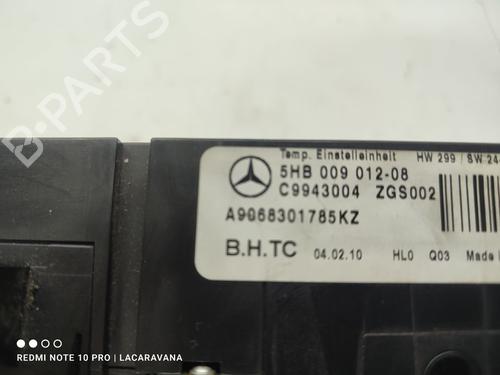 Temp. Einstelleinheit HW 299 / SW 24
5HB 009 012-08
C9943004 ZGS002
A9068301785KZ
B.H.TC 04.02.10 HL0 Q03 Made
B-PARTS
REDMI NOTE 10 PRO | LACARAVANA